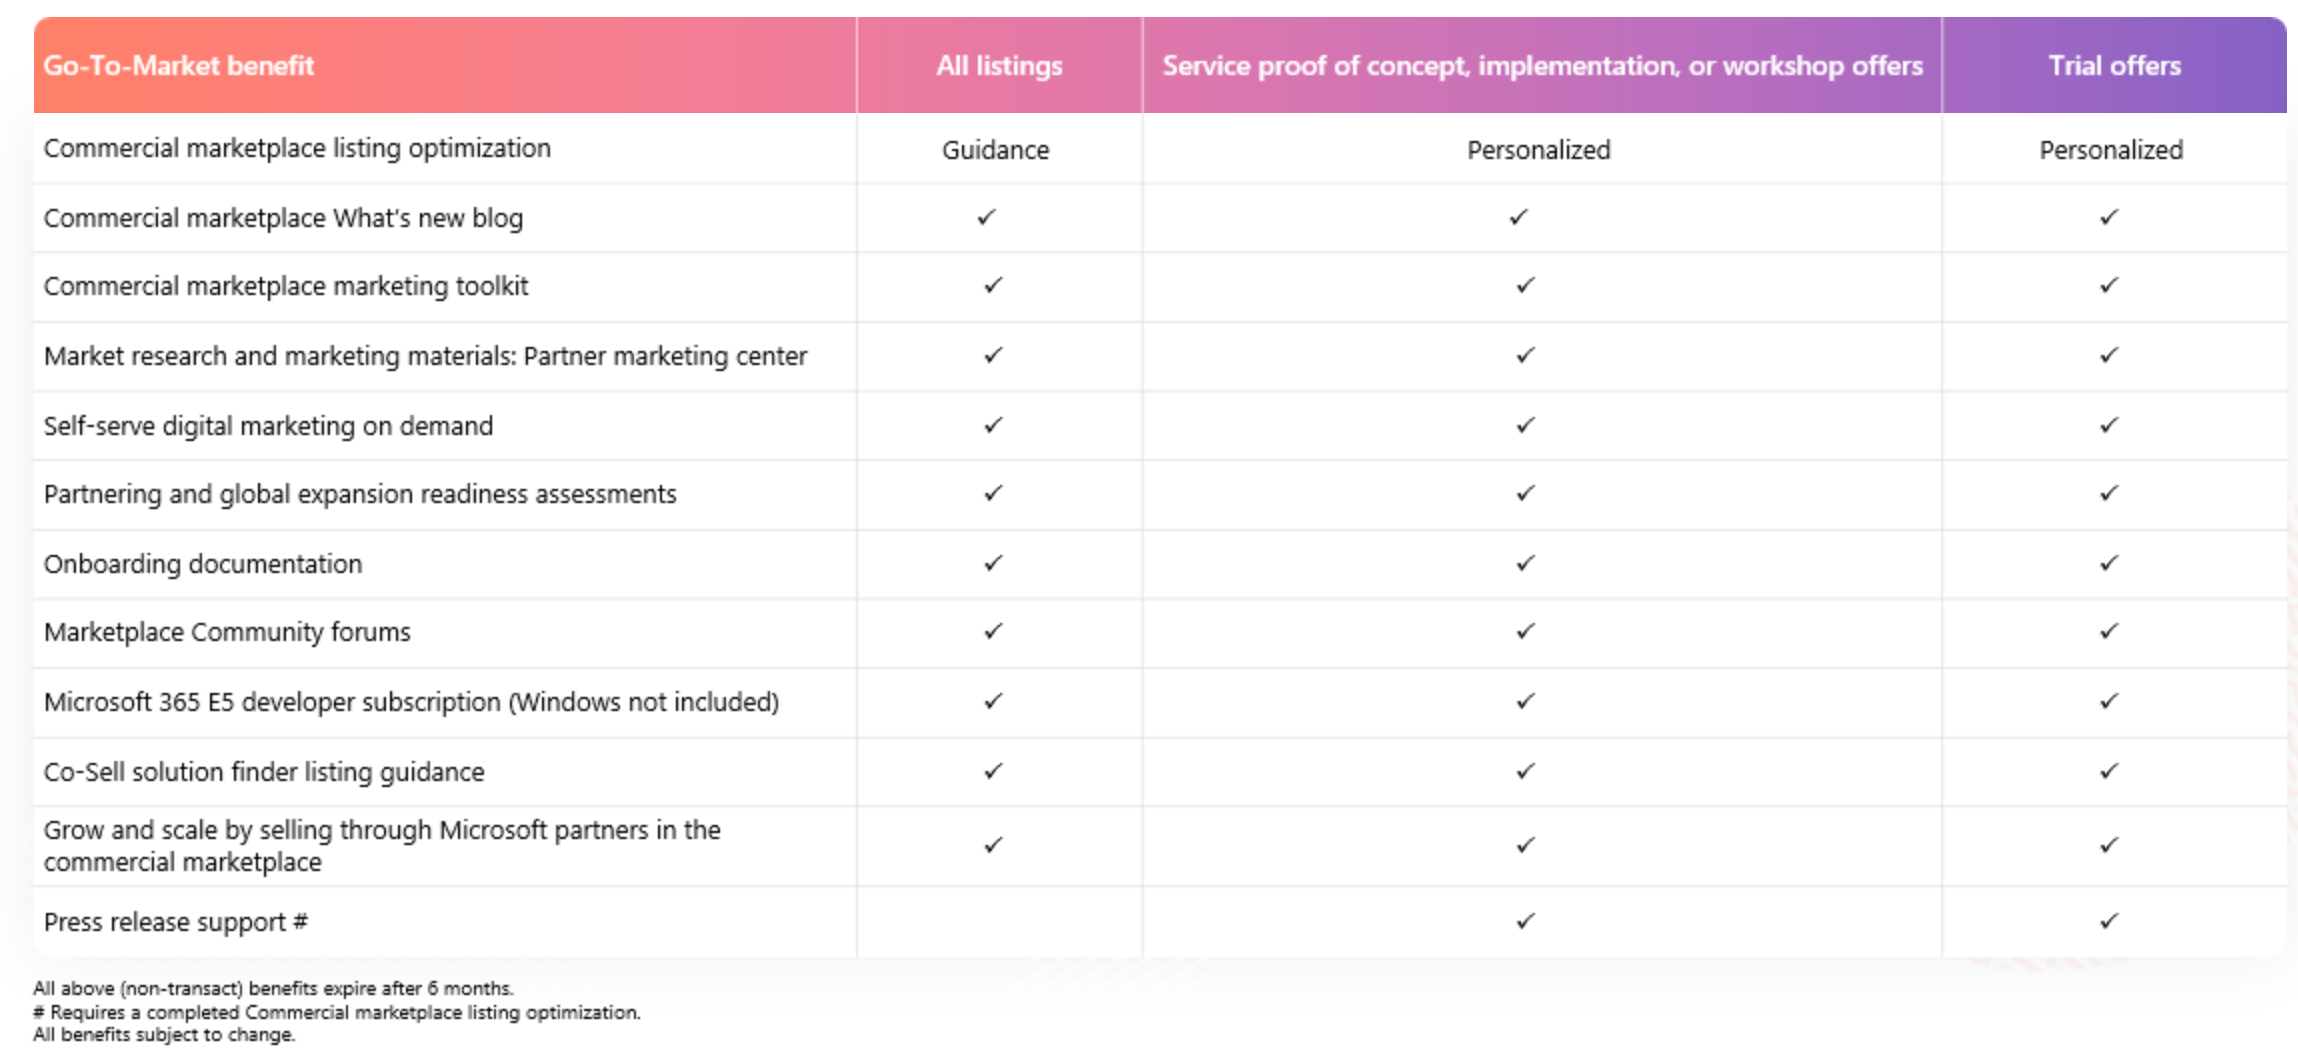 Go-To-Market benefit All listings Service proof of concept, implementation, or workshop offers Trial offers
Commercial marketplace listing optimization Guidance Personalized Personalized
Commercial marketplace What's new blog ✓ ✓ ✓
Commercial marketplace marketing toolkit ✓ ✓ ✓
Market research and marketing materials: Partner marketing center ✓ ✓ ✓
Self-serve digital marketing on demand ✓ ✓ ✓
Partnering and global expansion readiness assessments ✓ ✓ ✓
Onboarding documentation ✓ ✓ ✓
Marketplace Community forums ✓ ✓ ✓
Microsoft 365 E5 developer subscription (Windows not included) ✓ ✓ ✓
Co-Sell solution finder listing guidance ✓ ✓ ✓
Grow and scale by selling through Microsoft partners in the
commercial marketplace ✓ ✓ ✓
Press release support # ✓ ✓
All above (non-transact) benefits expire after 6 months.
# Requires a completed Commercial marketplace listing optimization.
All benefits subject to change.